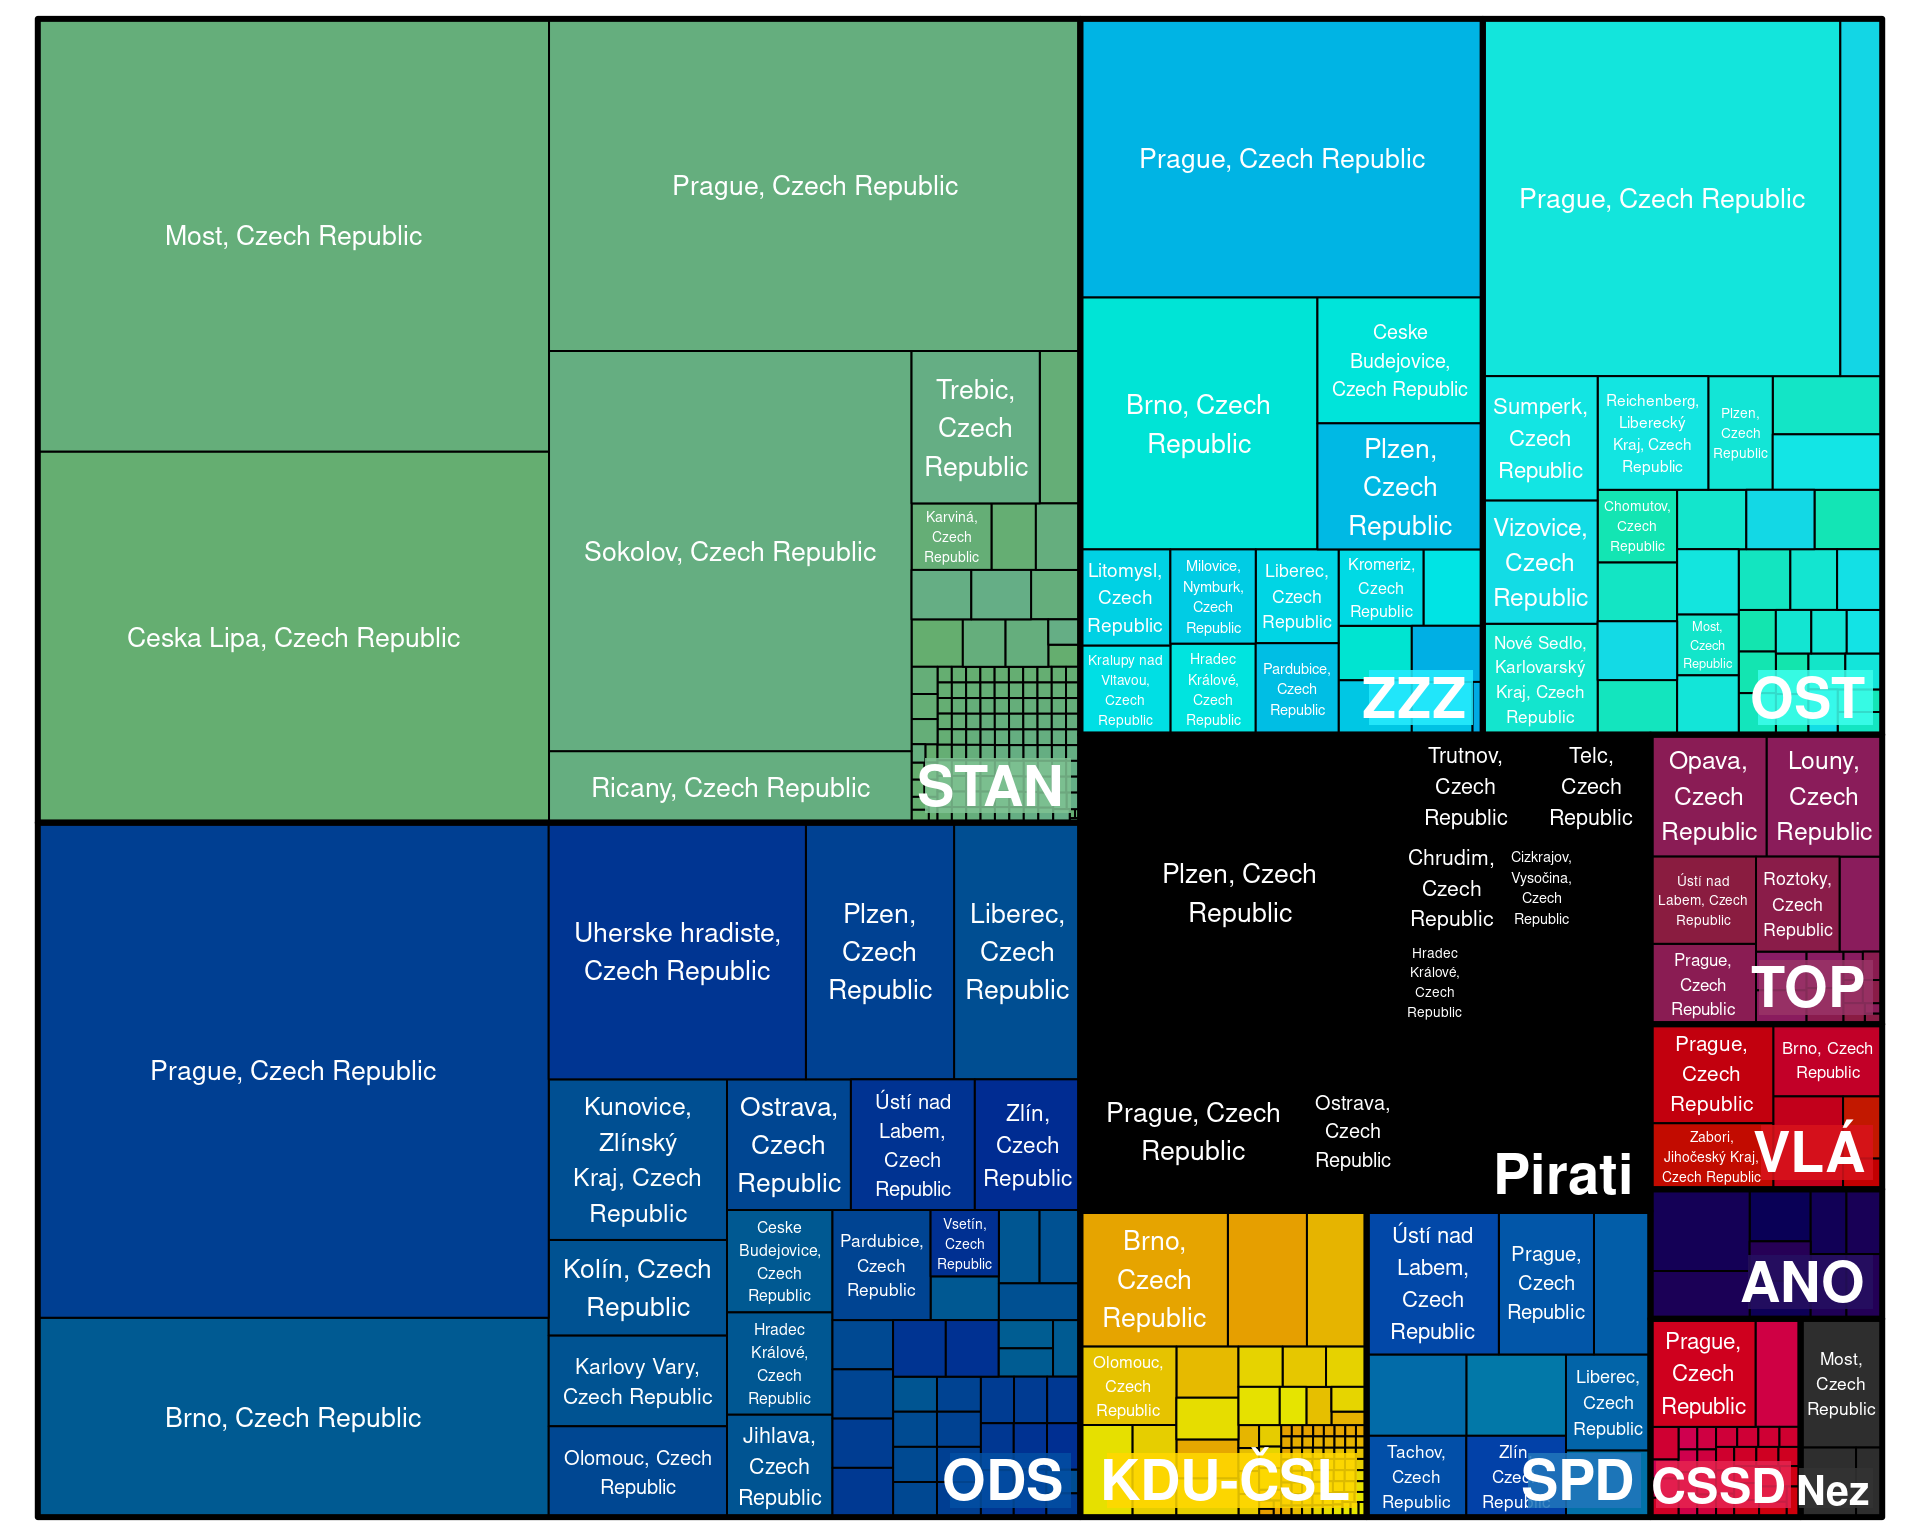 Most, Czech Republic
Ceska Lipa, Czech Republic
Prague, Czech Republic
Sokolov, Czech Republic
Ricany, Czech Republic
Trebic,
Czech
Republic
Karviná,
Czech
Republic
STAN
Prague, Czech Republic
Brno, Czech
Republic
Ceske
Budejovice,
Czech Republic
Plzen,
Czech
Republic
Litomysl,
Czech
Republic
Milovice,
Nymburk,
Czech
Republic
Liberec,
Czech
Republic
Kromeriz,
Czech
Republic
Kralupy nad
Vltavou,
Czech
Republic
Hradec
Králové,
Czech
Republic
Pardubice,
Czech
Republic
ZZZ
Prague, Czech Republic
Sumperk,
Czech
Republic
Reichenberg,
Liberecký
Kraj, Czech
Republic
Plzen,
Czech
Republic
Vizovice,
Czech
Republic
Chomutov,
Czech
Republic
Nové Sedlo,
Karlovarský
Kraj, Czech
Republic
Most,
Czech
Republic
OST
Prague, Czech Republic
Brno, Czech Republic
Uherske hradiste,
Czech Republic
Plzen,
Czech
Republic
Liberec,
Czech
Republic
Kunovice,
Zlínský
Kraj, Czech
Republic
Ostrava,
Czech
Republic
Ústí nad
Labem,
Czech
Republic
Zlín,
Czech
Republic
Kolín, Czech
Republic
Ceske
Budejovice,
Czech
Republic
Pardubice,
Czech
Republic
Vsetín,
Czech
Republic
Karlovy Vary,
Czech Republic
Hradec
Králové,
Czech
Republic
Olomouc, Czech
Republic
Jihlava,
Czech
Republic
ODS
Plzen, Czech
Republic
Trutnov,
Czech
Republic
Telc,
Czech
Republic
Chrudim,
Czech
Republic
Cizkrajov,
Vysočina,
Czech
Republic
Hradec
Králové,
Czech
Republic
Prague, Czech
Republic
Ostrava,
Czech
Republic
Pirati
Opava,
Czech
Republic
Louny,
Czech
Republic
Ústí nad
Labem, Czech
Republic
Roztoky,
Czech
Republic
Prague,
Czech
Republic
TOP
Prague,
Czech
Republic
Brno, Czech
Republic
Zabori,
Jihočeský Kraj,
Czech Republic
VLÁ
ANO
Brno,
Czech
Republic
Olomouc,
Czech
Republic
KDU-ČSL
Ústí nad
Labem,
Czech
Republic
Prague,
Czech
Republic
Liberec,
Czech
Republic
Tachov,
Czech
Republic
Zlín,
Czech
Republic
SPD
Prague,
Czech
Republic
CSSD
Most,
Czech
Republic
Nez